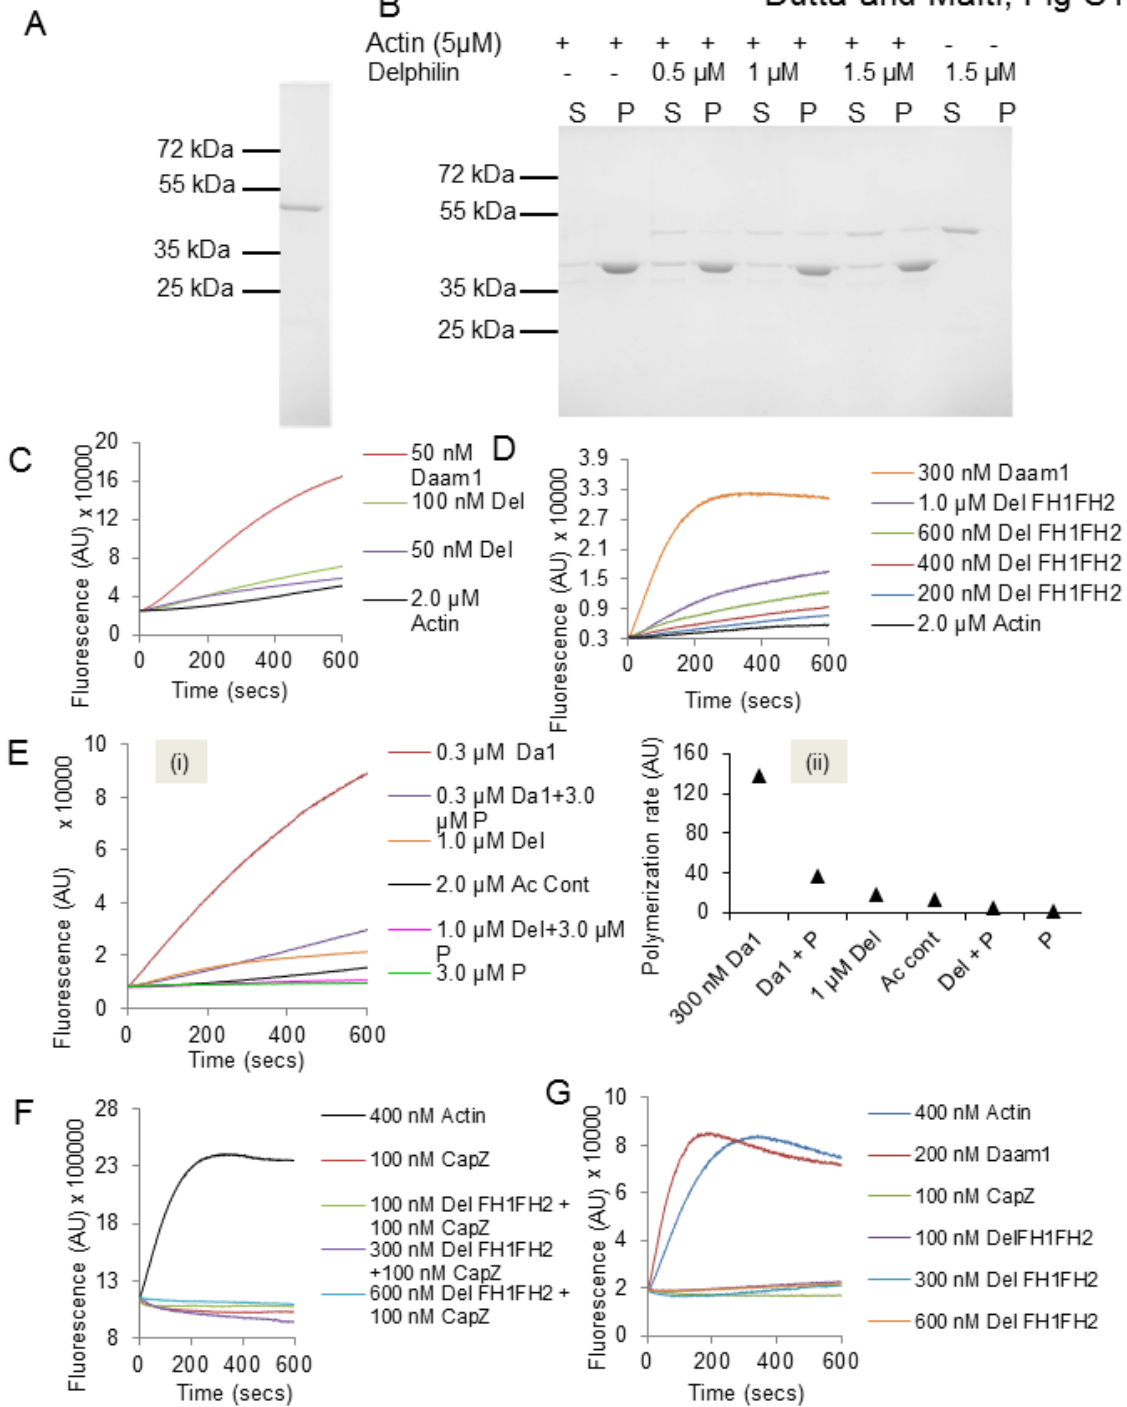 A
B
Dutta and Maiti, Fig S1
Actin (5µM) + + + + + + + + - -
Delphilin - - 0.5 µM 1 µM 1.5 µM 1.5 µM
S P S P S P S P S P
72 kDa
55 kDa
35 kDa
25 kDa
72 kDa
55 kDa
35 kDa
25 kDa
C
Fluorescence (AU) x 10000
20
16
12
8
4
0
0 200 400 600
Time (secs)
50 nM
Daam1
100 nM Del
50 nM Del
2.0 µM
Actin
D
Fluorescence (AU) x 10000
3.9
3.3
2.7
2.1
1.5
0.9
0.3
0 200 400 600
Time (secs)
300 nM Daam1
1.0 µM Del FH1FH2
600 nM Del FH1FH2
400 nM Del FH1FH2
200 nM Del FH1FH2
2.0 µM Actin
E
(i)
Fluorescence (AU) x 10000
10
8
6
4
2
0
0 200 400 600
Time (secs)
0.3 µM Da1
0.3 µM Da1+3.0
µM P
1.0 µM Del
2.0 µM Ac Cont
1.0 µM Del+3.0 µM
P
3.0 µM P
(ii)
Polymerization rate (AU)
160
120
80
40
0
300 nM Da1
Da1 + P
1 µM Del
Ac cont
Del + P
P
F
Fluorescence (AU) x 100000
28
23
18
13
8
0 200 400 600
Time (secs)
400 nM Actin
100 nM CapZ
100 nM Del FH1FH2 +
100 nM CapZ
300 nM Del FH1FH2
+100 nM CapZ
600 nM Del FH1FH2 +
100 nM CapZ
G
Fluorescence (AU) x 10000
10
8
6
4
2
0
0 200 400 600
Time (secs)
400 nM Actin
200 nM Daam1
100 nM CapZ
100 nM DelFH1FH2
300 nM Del FH1FH2
600 nM Del FH1FH2